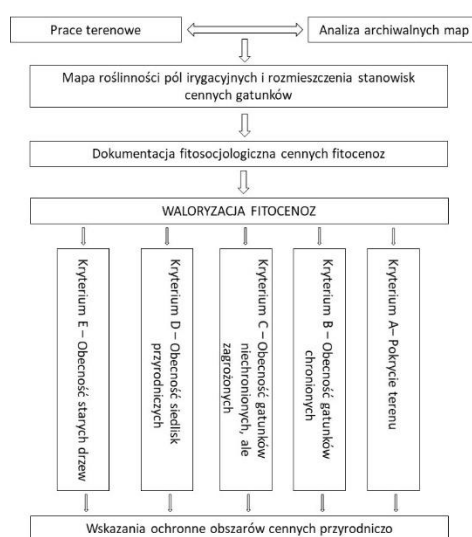 Prace terenowe
Analiza archiwalnych map
Mapa roślinności pól irygacyjnych i rozmieszczenia stanowisk
cennych gatunków
Dokumentacja fitosocjologiczna cennych fitocenoz
WALORYZACJA FITOCENOZ
Kryterium E – Obecność starych drzew
Kryterium D – Obecność siedlisk
przyrodniczych
Kryterium C – Obecność gatunków
niechronionych, ale
zagrożonych
Kryterium B – Obecność gatunków
chronionych
Kryterium A– Pokrycie terenu
Wskazania ochronne obszarów cennych przyrodniczo